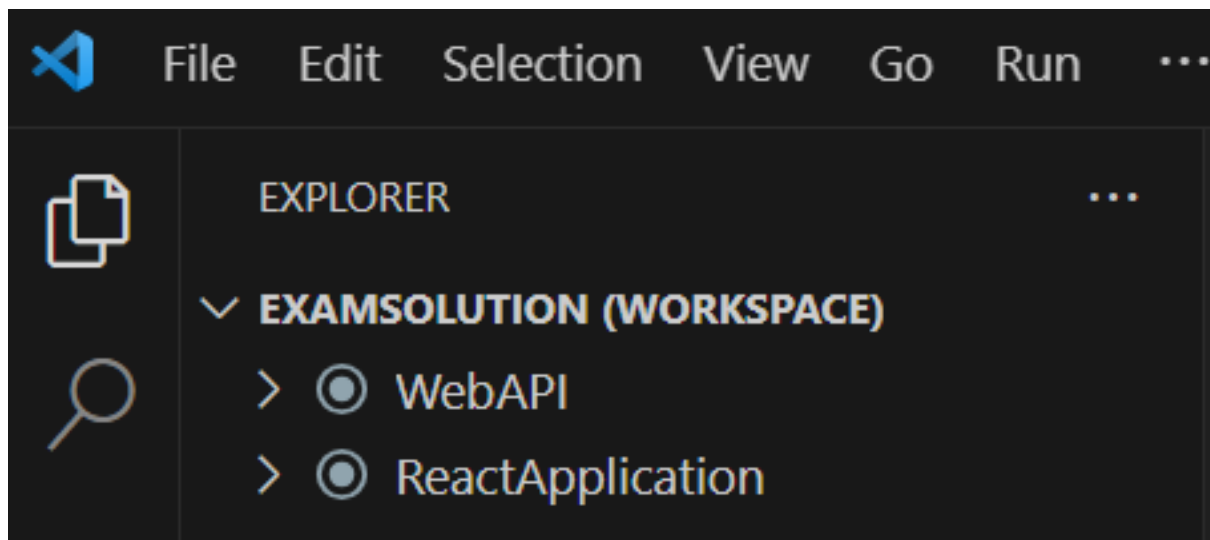 File Edit Selection View Go Run ...
EXPLORER ...
EXAMSOLUTION (WORKSPACE)
WebAPI
ReactApplication